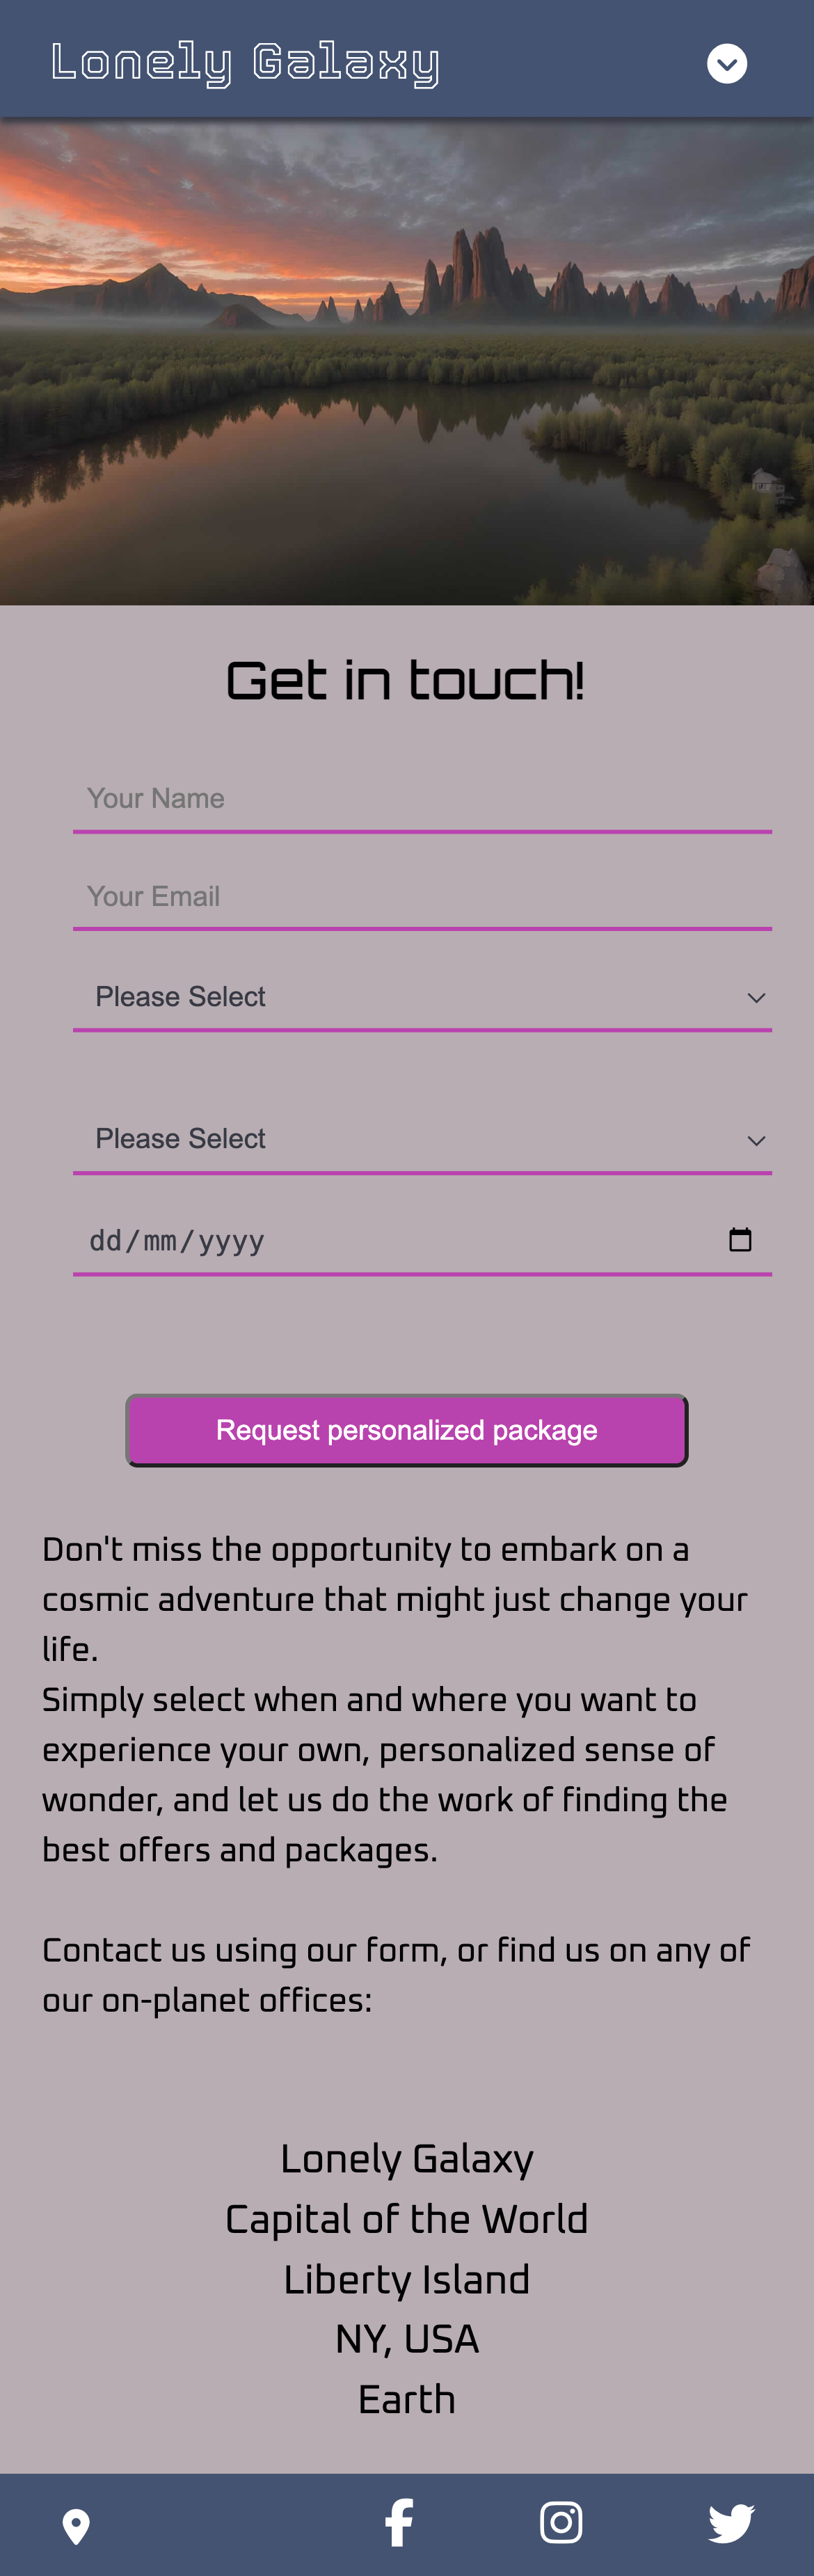 Lonely Galaxy
Get in touch!
Your Name
Your Email
Please Select
Please Select
dd/mm/yyyy
Request personalized package
Don't miss the opportunity to embark on a
cosmic adventure that might just change your
life.
Simply select when and where you want to
experience your own, personalized sense of
wonder, and let us do the work of finding the
best offers and packages.
Contact us using our form, or find us on any of
our on-planet offices:
Lonely Galaxy
Capital of the World
Liberty Island
NY, USA
Earth